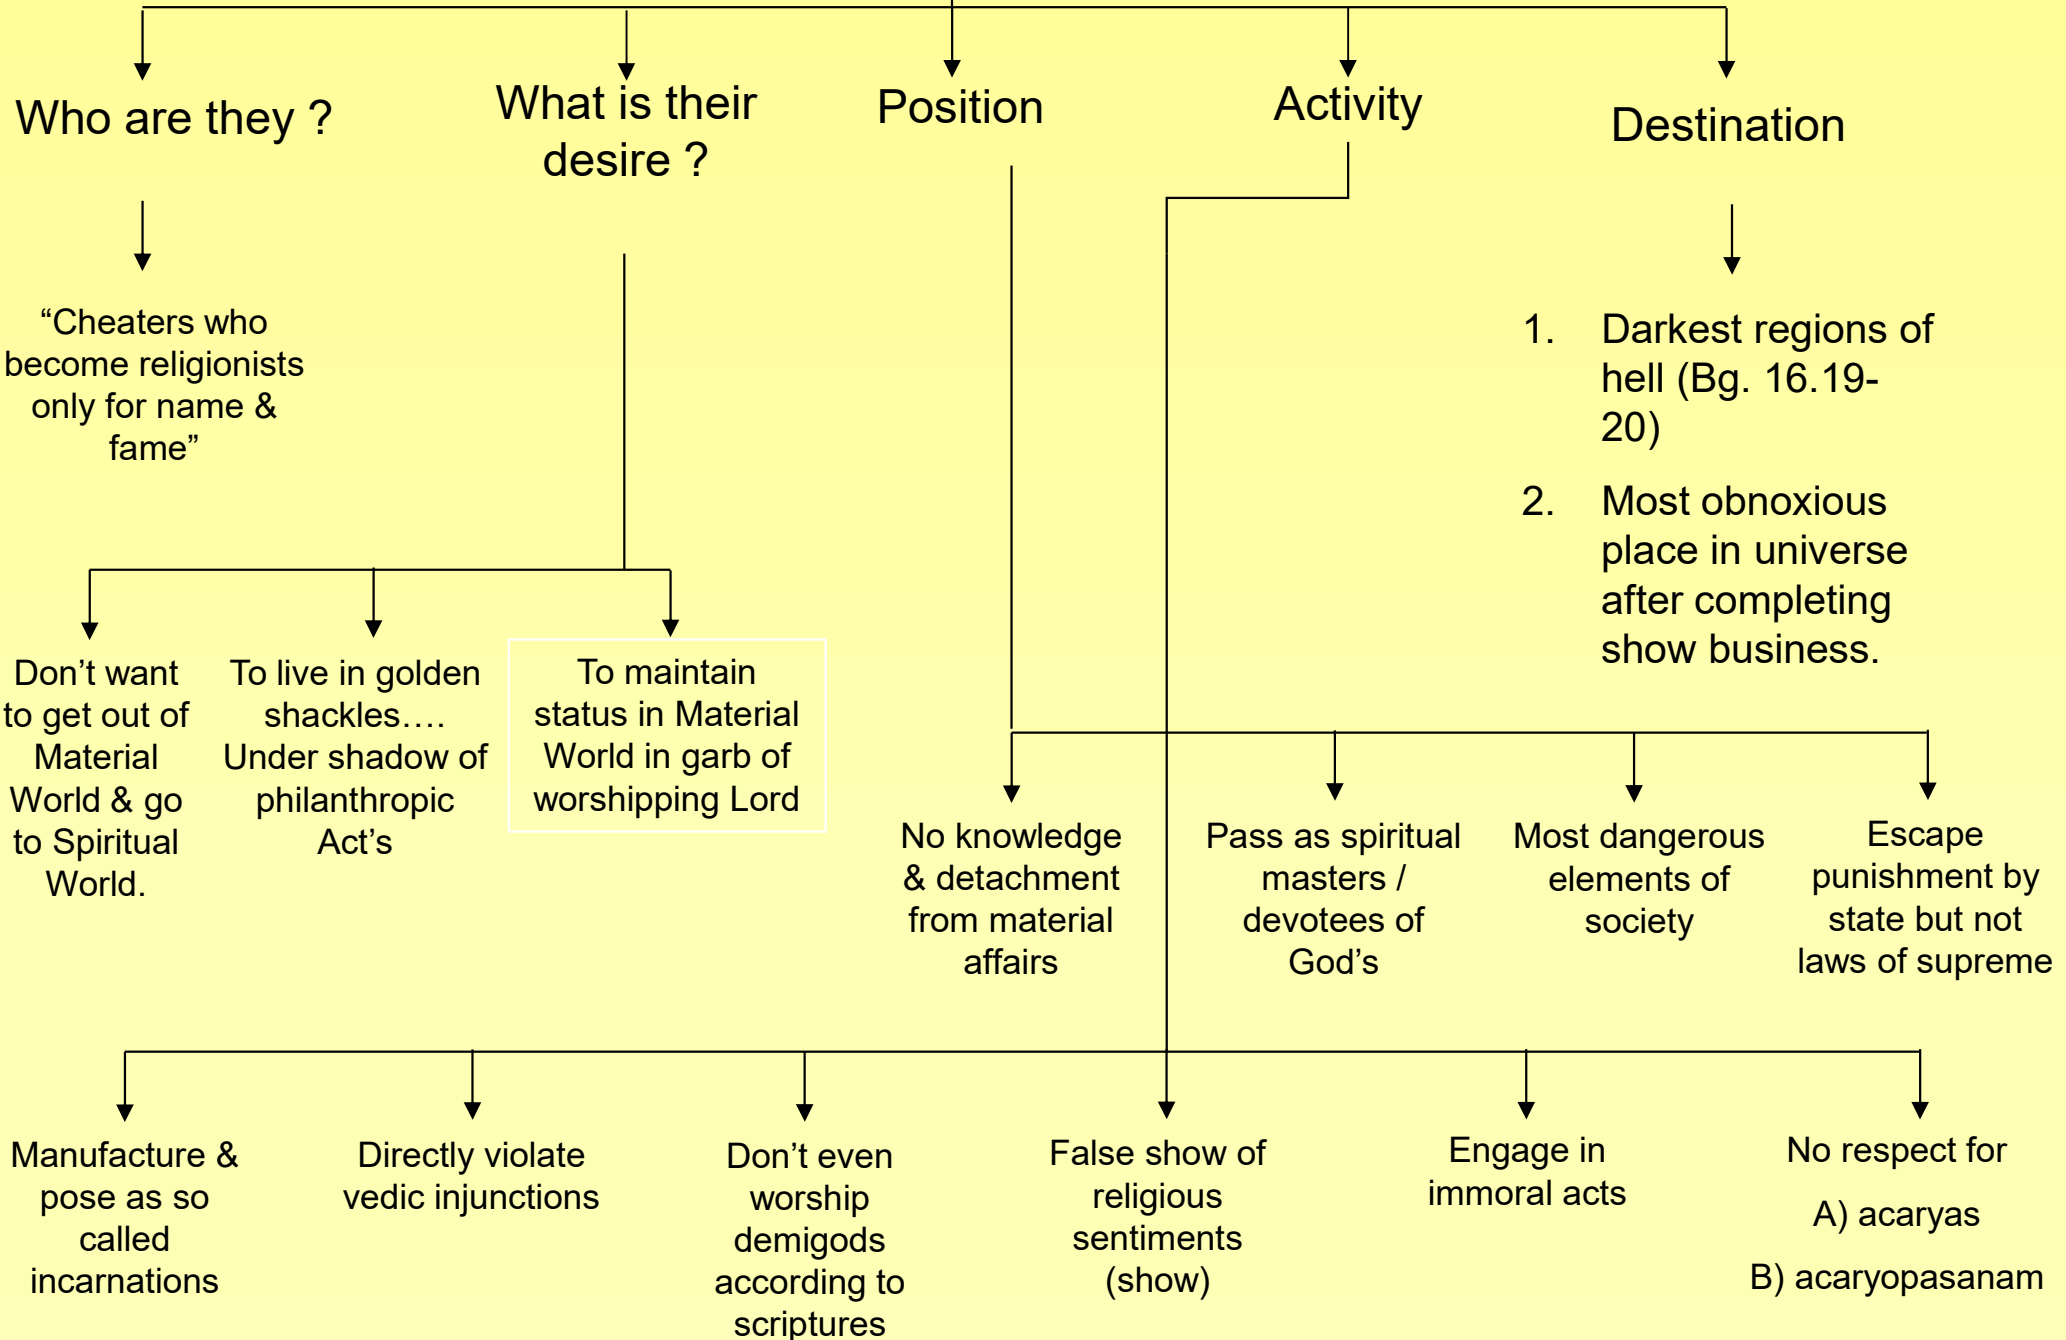 Who are they ?
What is their
desire ?
Position
Activity
Destination
“Cheaters who
become religionists
only for name &
fame”
1. Darkest regions of
hell (Bg. 16.19-
20)
2. Most obnoxious
place in universe
after completing
show business.
Don’t want
to get out of
Material
World & go
to Spiritual
World.
To live in golden
shackles….
Under shadow of
philanthropic
Act’s
To maintain
status in Material
World in garb of
worshipping Lord
No knowledge
& detachment
from material
affairs
Pass as spiritual
masters /
devotees of
God’s
Most dangerous
elements of
society
Escape
punishment by
state but not
laws of supreme
Manufacture &
pose as so
called
incarnations
Directly violate
vedic injunctions
Don’t even
worship
demigods
according to
scriptures
False show of
religious
sentiments
(show)
Engage in
immoral acts
No respect for
A) acaryas
B) acaryopasanam